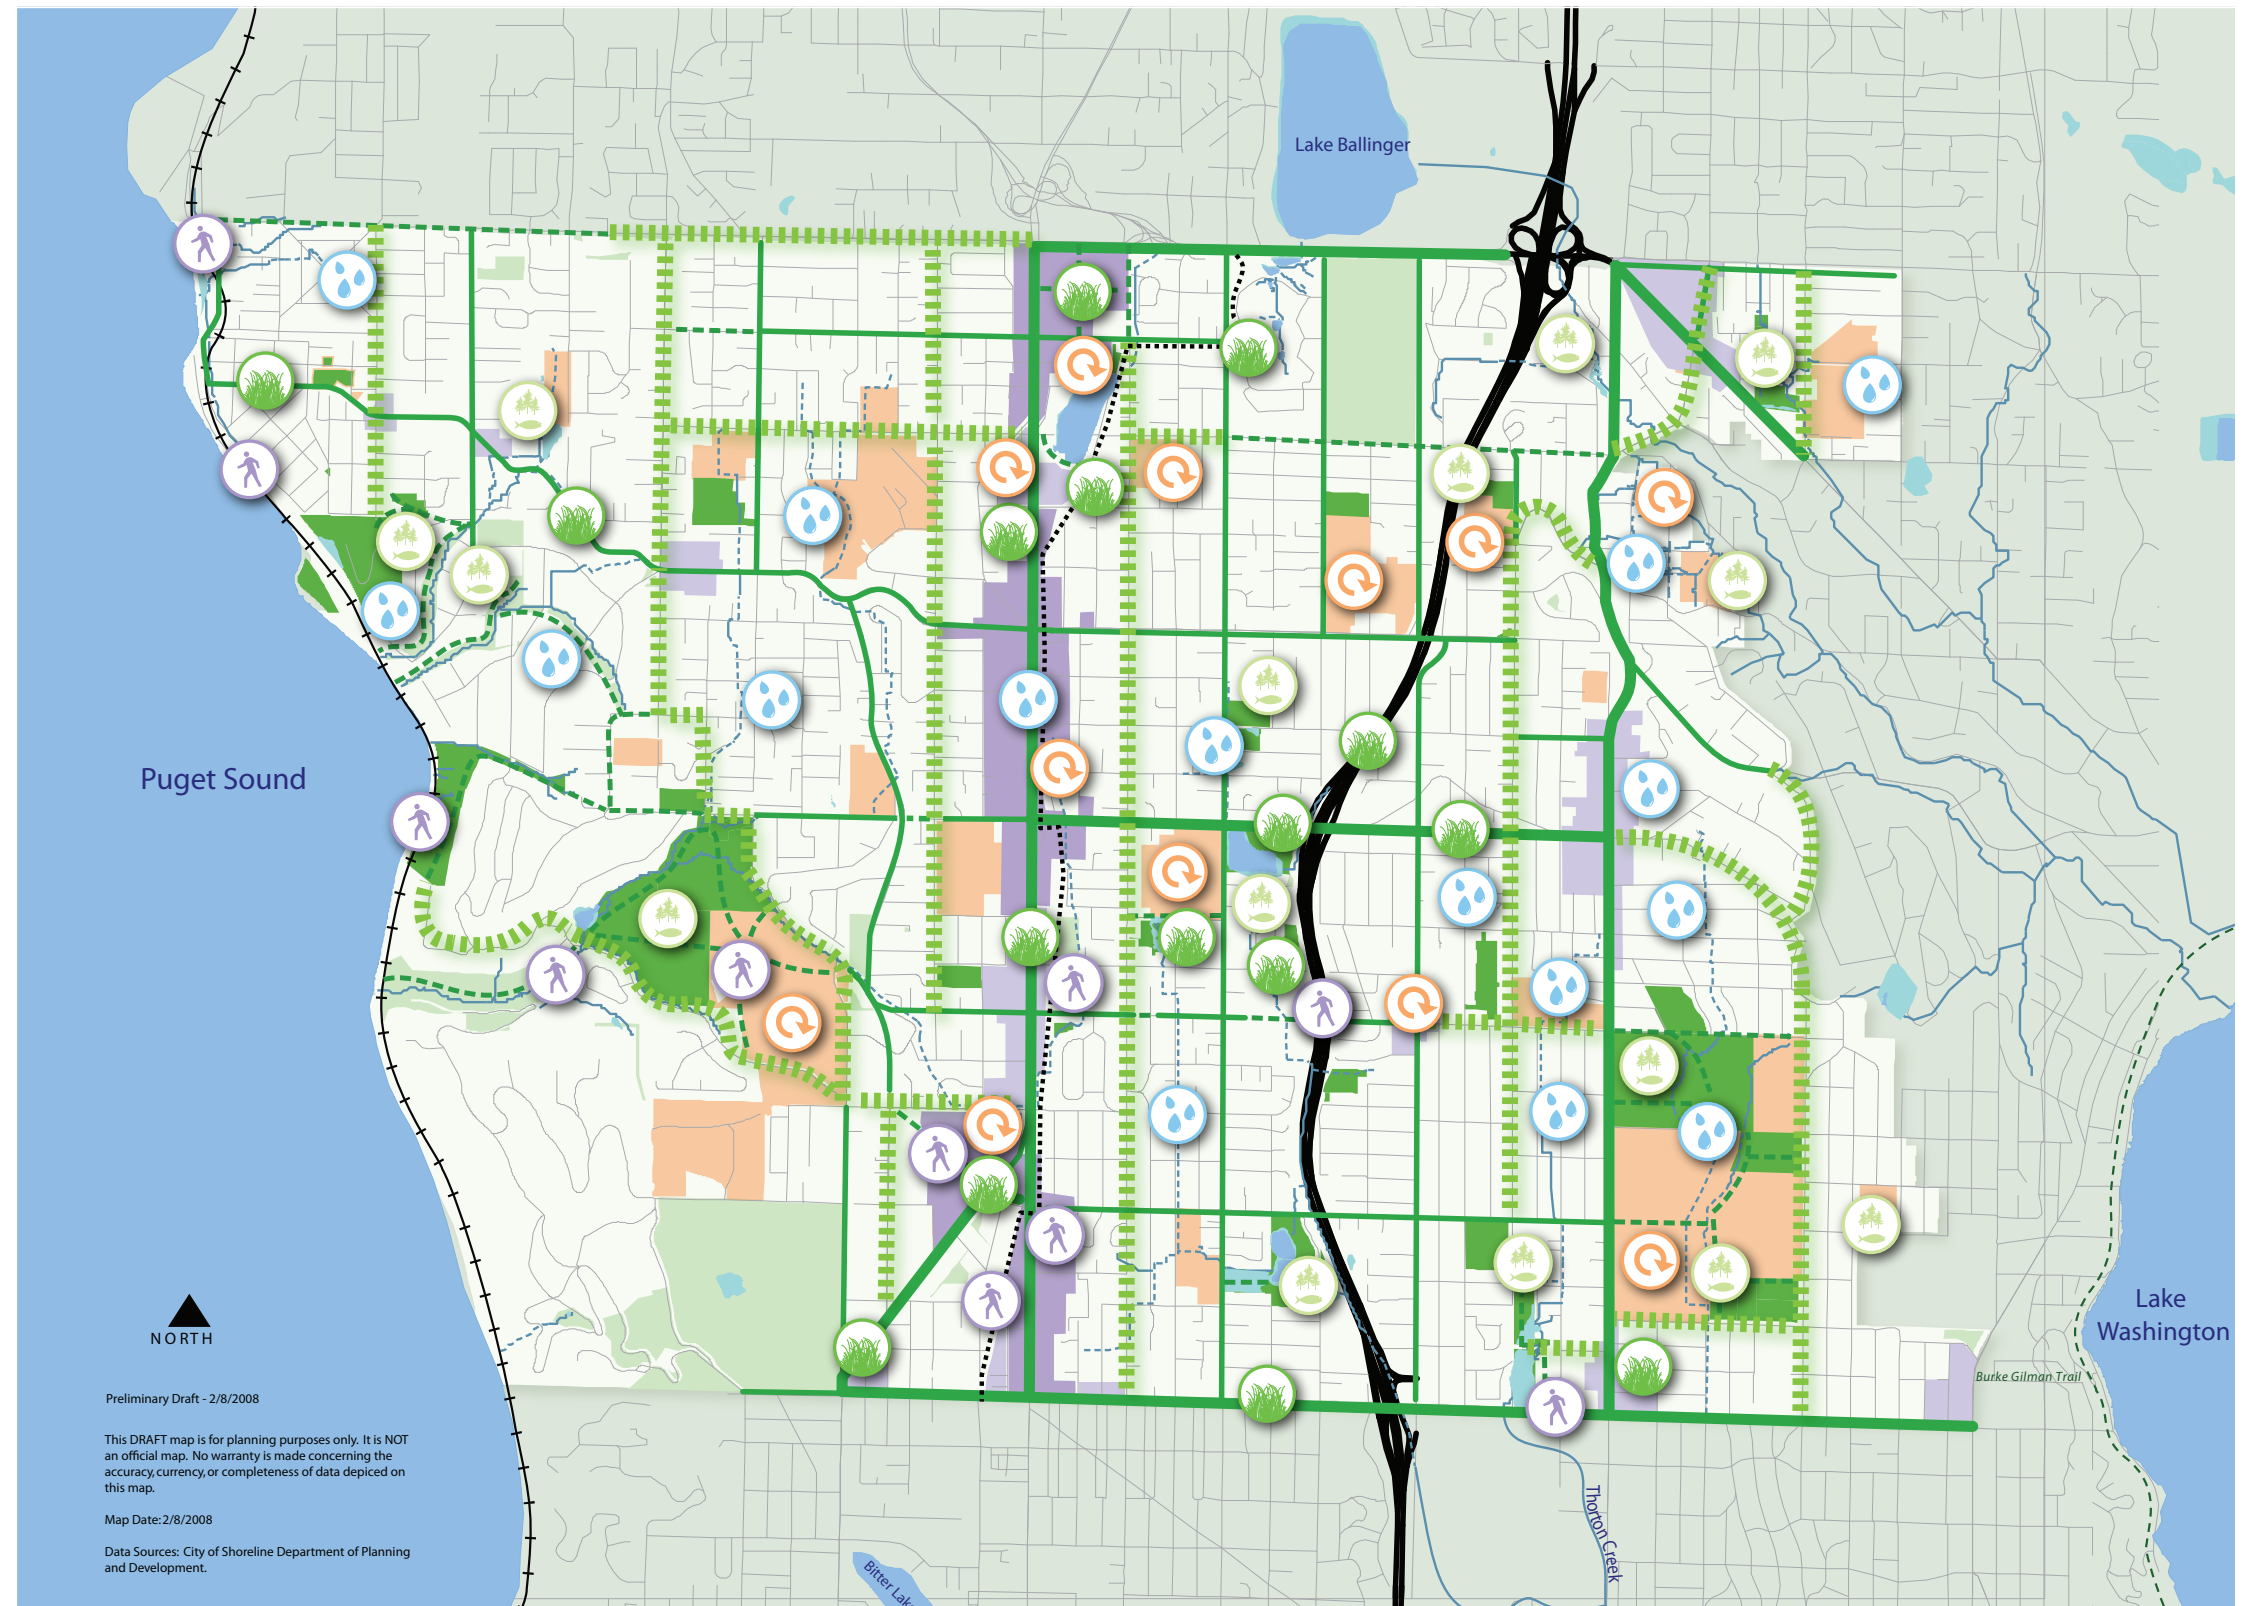 Lake Ballinger
Puget Sound
NORTH
Preliminary Draft - 2/8/2008
This DRAFT map is for planning purposes only. It is NOT
an official map. No warranty is made concerning the
accuracy, currency, or completeness of data depiced on
this map.
Map Date: 2/8/2008
Data Sources: City of Shoreline Department of Planning
and Development.
Lake
Washington
Burke Gilman Trail
Thorton Creek
Bitter Lak